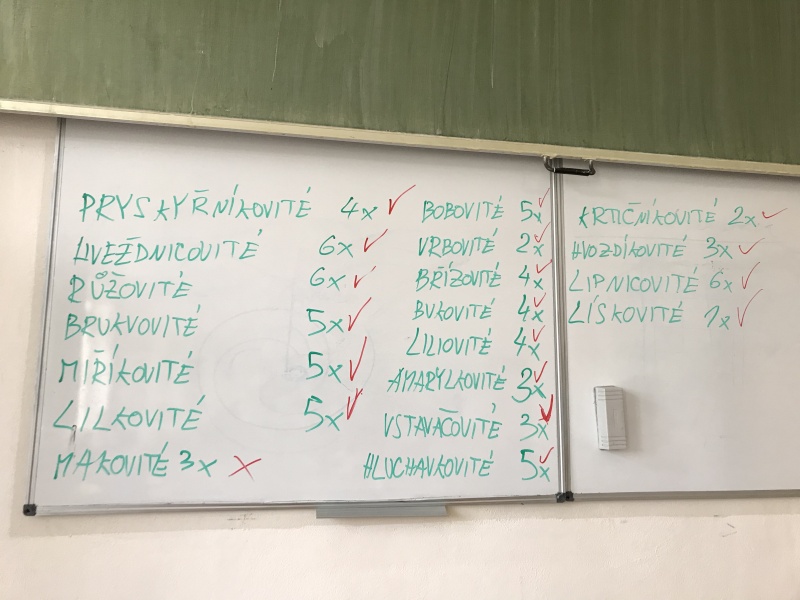 PRYSKYŘNÍKOVITÉ 4x ✓
HVEŽDNICOVITÉ 6x ✓
RŮŽOVITÉ 6x ✓
BRUKVOVITÉ 5x ✓
MIŘÍKOVITÉ 5x ✓
LILKOVITÉ 5x ✓
MAKOVITÉ 3x ✗
BOBOVITÉ 5x ✓
VRBOVITÉ 2x ✓
BŘÍZOVITÉ 4x ✓
BUKOVITÉ 4x ✓
LILIOVITÉ 4x ✓
AMARYLKOVITÉ 3x ✓
VSTAVAČOVITÉ 3x ✓
HLUCHAVKOVITÉ 5x ✓
KRTIČNÍKOVITÉ 2x ✓
HVOZDÍKOVITÉ 3x ✓
LIPNICOVITÉ 6x ✓
LÍSKOVITÉ 1x ✓